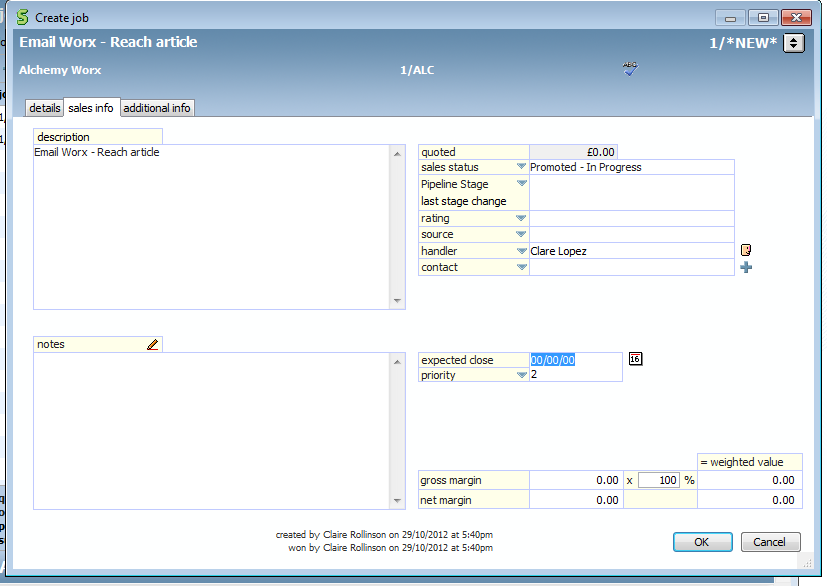 Create job
Email Worx - Reach article 1/*NEW*
Alchemy Worx 1/ALC ABC
details sales info additional info
description
Email Worx - Reach article
quoted £0.00
sales status Promoted - In Progress
Pipeline Stage
last stage change
rating
source
handler Clare Lopez
contact
notes
expected close 00/00/00 16
priority 2
= weighted value
gross margin 0.00 x 100 % 0.00
net margin 0.00 0.00
created by Claire Rollinson on 29/10/2012 at 5:40pm
won by Claire Rollinson on 29/10/2012 at 5:40pm
OK Cancel